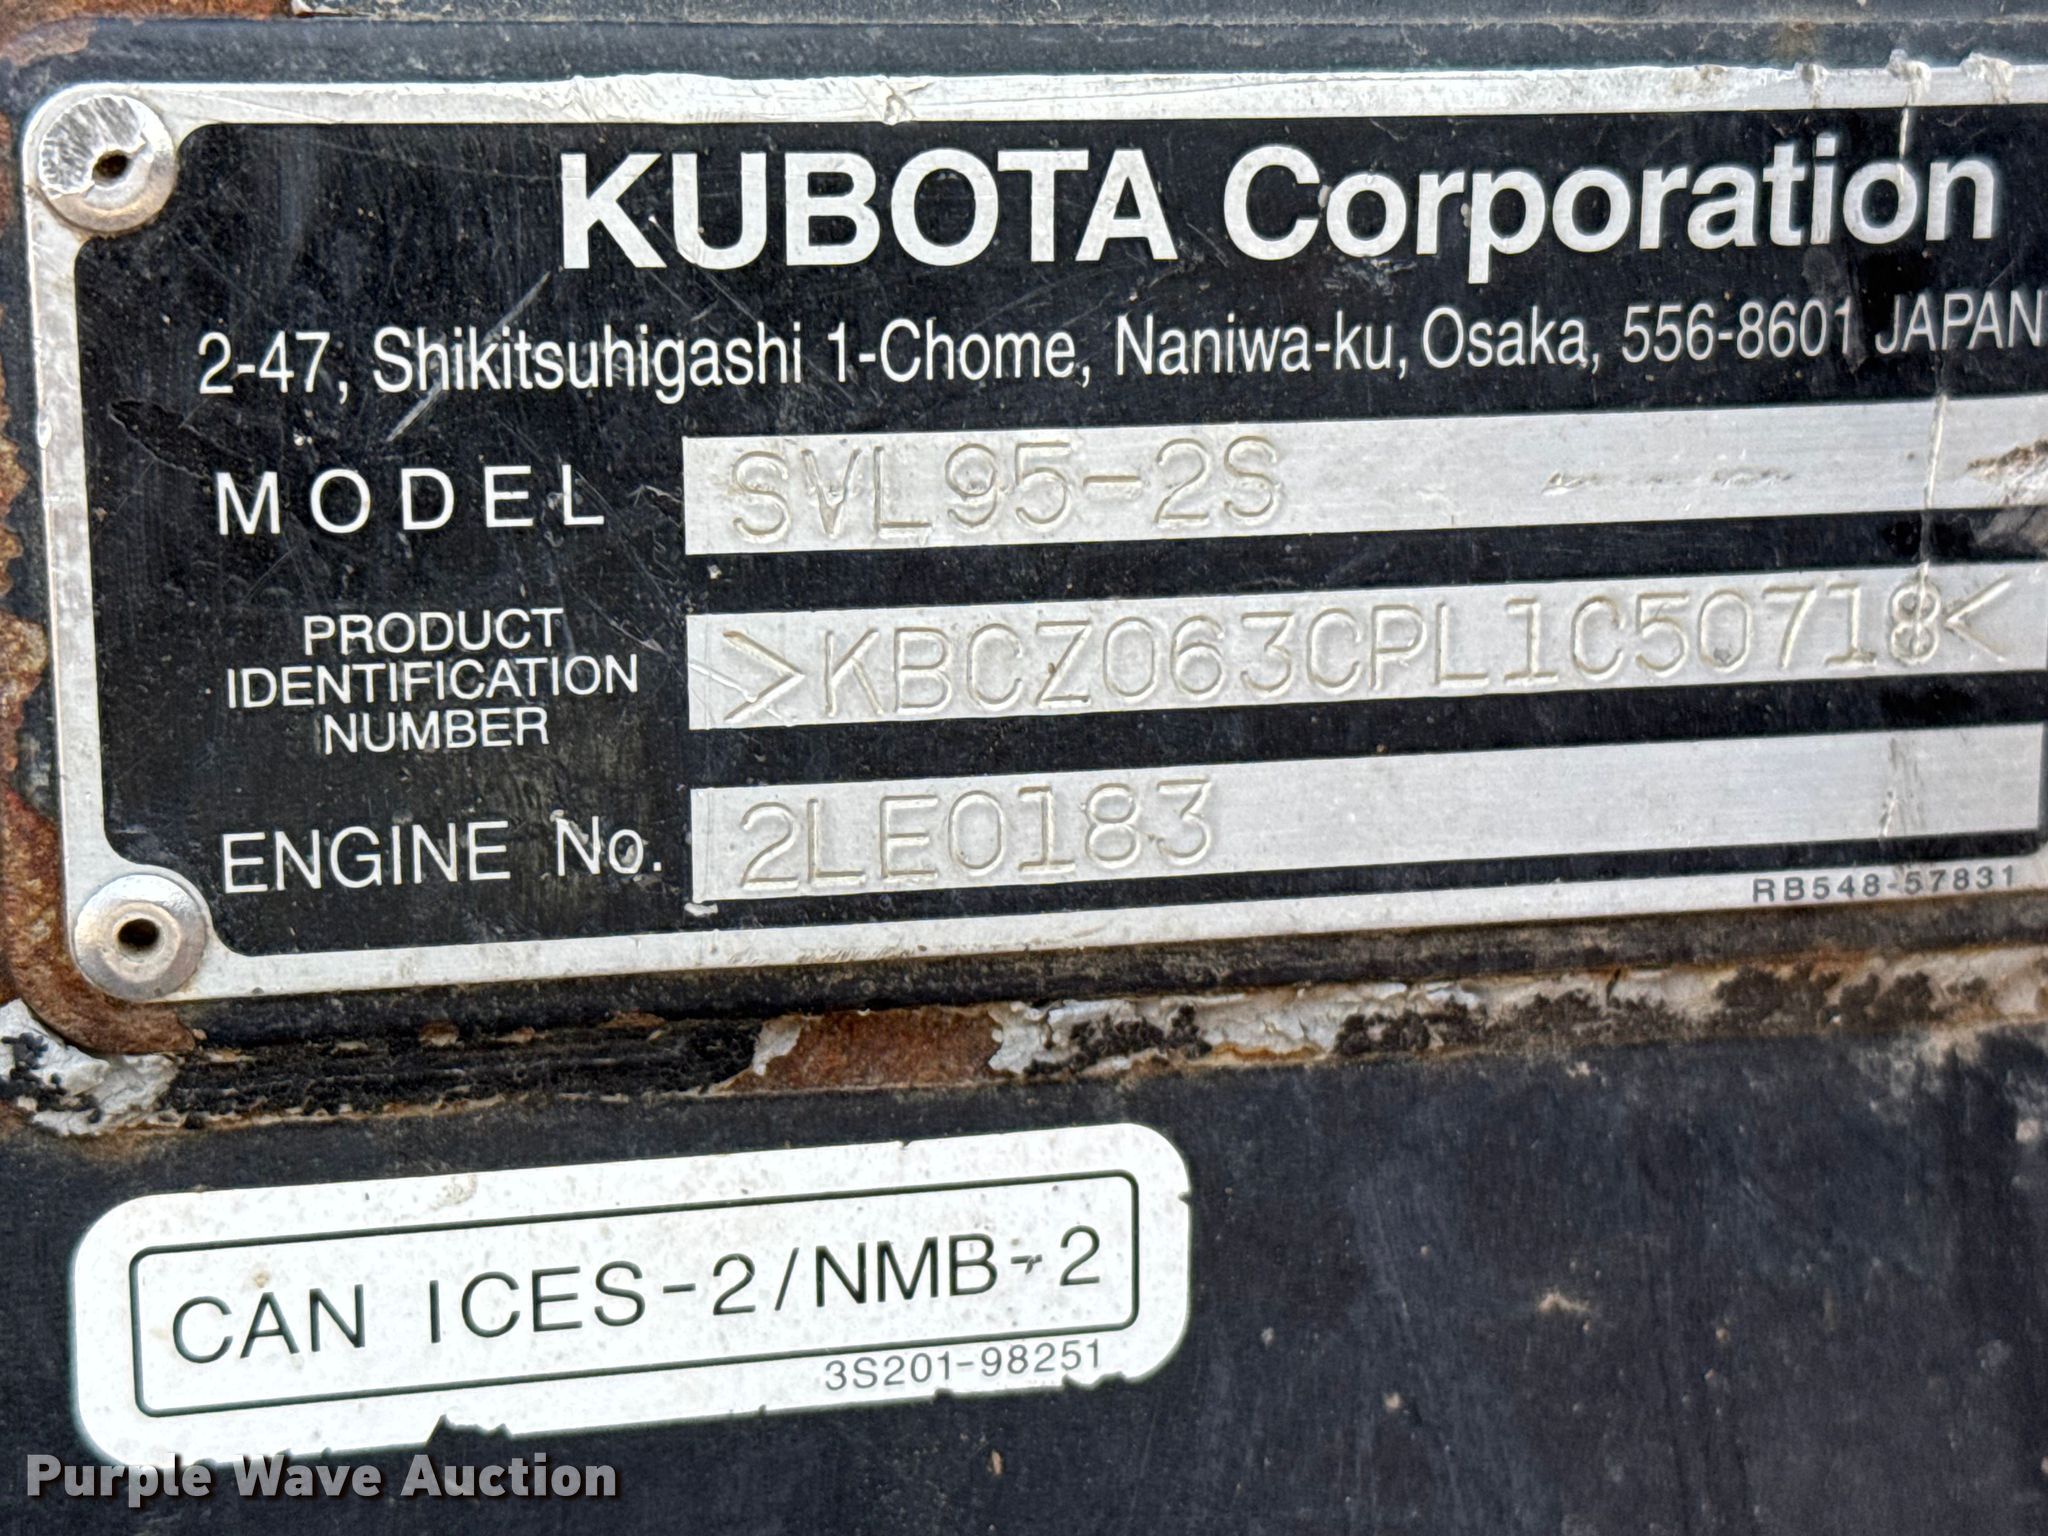 KUBOTA Corporation
2-47, Shikitsuhigashi 1-Chome, Naniwa-ku, Osaka, 556-8601 JAPAN
MODEL SVL95-2S
PRODUCT
IDENTIFICATION
NUMBER
>KBCZ063CPL1C50718<
ENGINE No. 2LE0183
RB548-57831
CAN ICES-2/NMB-2
3S201-98251
Purple Wave Auction